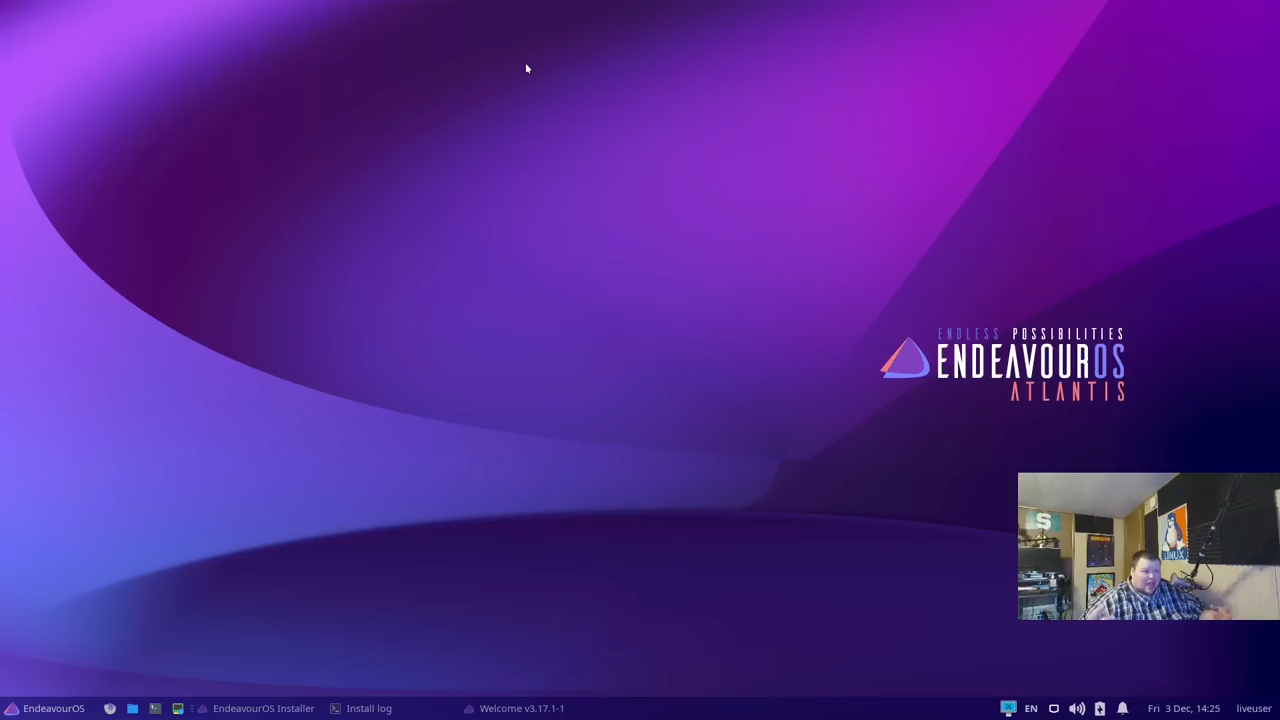 ENDLESS POSSIBILITIES
ENDEAVOUROS
ATLANTIS
S
LINUX
EndeavourOS
EndeavourOS Installer
Install log
Welcome v3.17.1-1
EN
Fri 3 Dec, 14:25
liveuser